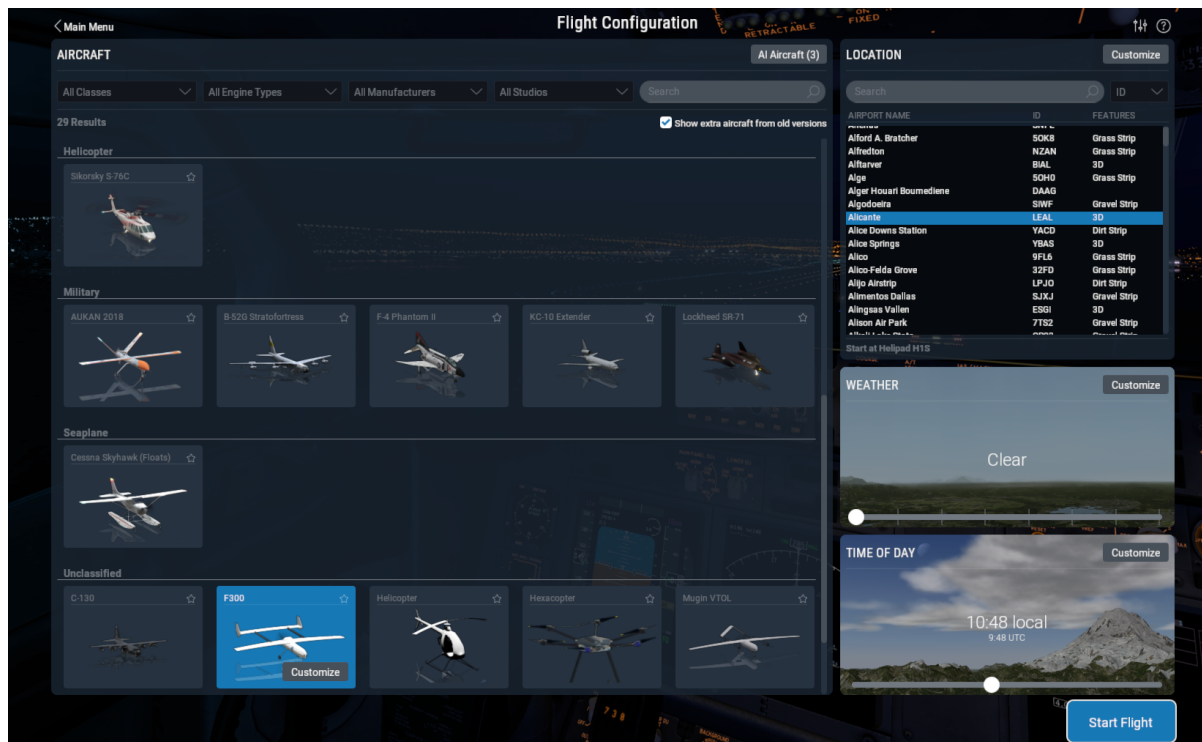 Main Menu
Flight Configuration
RETRACTABLE
FIXED
AIRCRAFT
AI Aircraft (3)
All Classes
All Engine Types
All Manufacturers
All Studios
Search
29 Results
Show extra aircraft from old versions
Helicopter
Sikorsky S-76C
Military
AUKAN 2018
B-52G Stratofortress
F-4 Phantom II
KC-10 Extender
Lockheed SR-71
Seaplane
Cessna Skyhawk (Floats)
Unclassified
C-130
F300
Customize
Helicopter
Hexacopter
Mugin VTOL
LOCATION
Customize
Search
ID
AIRPORT NAME ID FEATURES
Alford A. Bratcher 5OK8 Grass Strip
Alfredton NZAN Grass Strip
Alftarver BIAL 3D
Alge 5OH0 Grass Strip
Alger Houari Boumediene DAAG
Algodoeira SIWF Gravel Strip
Alicante LEAL 3D
Alice Downs Station YACD Dirt Strip
Alice Springs YBAS 3D
Alico 9FL6 Grass Strip
Alico-Felda Grove 32FD Grass Strip
Alijo Airstrip LPJO Dirt Strip
Alimentos Dallas SJXJ Gravel Strip
Alingsas Vallen ESGI 3D
Alison Air Park 7TS2 Gravel Strip
Start at Helipad H1S
WEATHER
Customize
Clear
TIME OF DAY
Customize
10:48 local
9:48 UTC
Start Flight